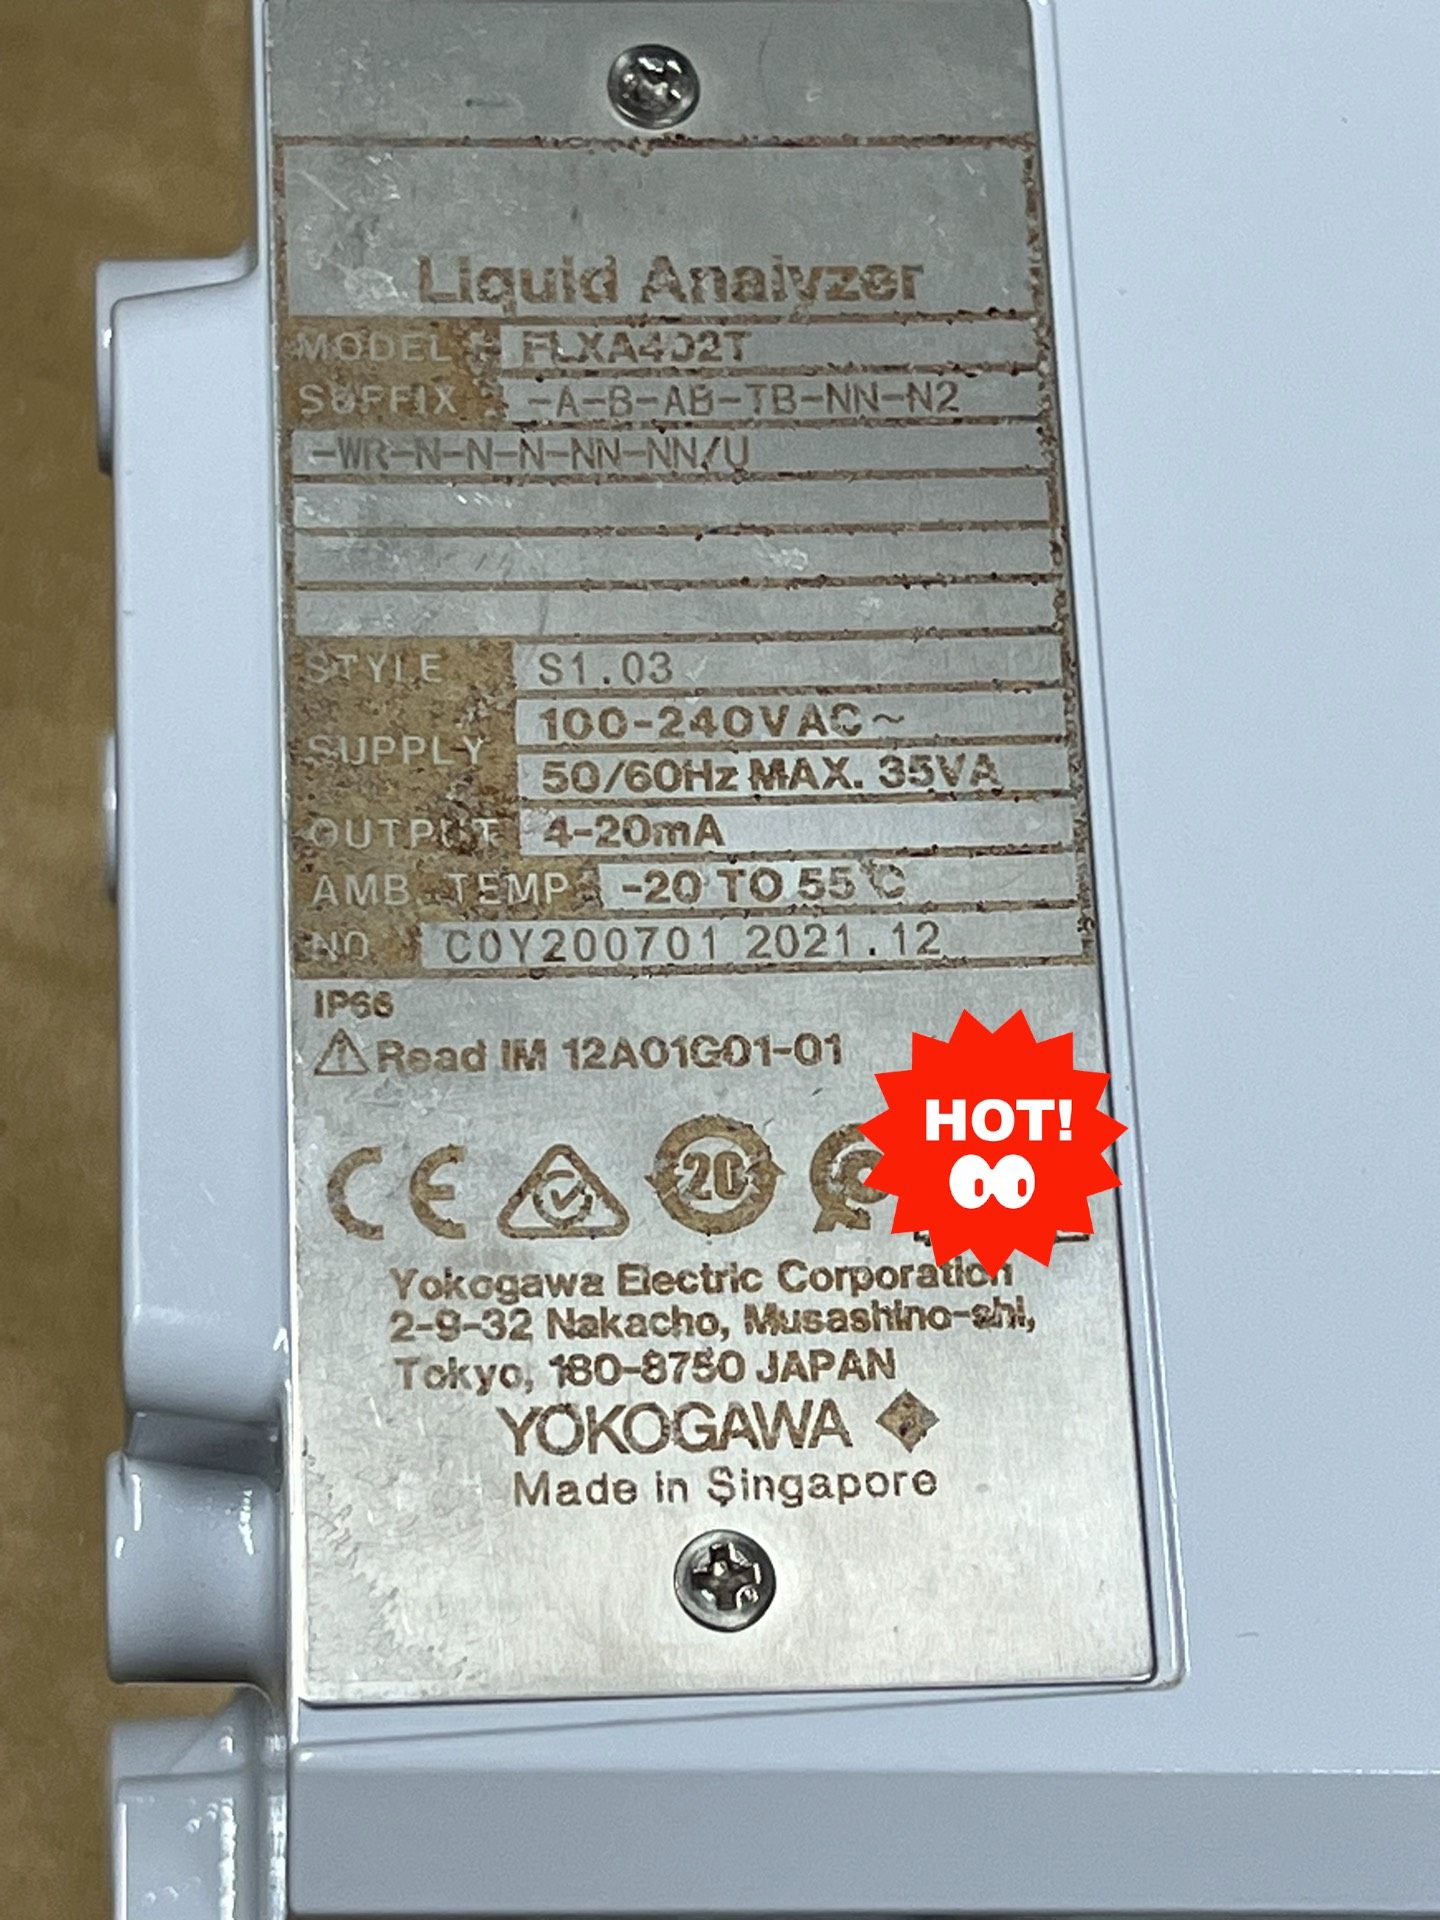 Liquid Analyzer
MODEL FLXA402T
SUFFIX -A-B-AB-TB-NN-N2
-WR-N-N-N-NN-NN/U
STYLE S1.03
SUPPLY 100-240V AC ~
50/60Hz MAX. 35VA
OUTPUT 4-20mA
AMB. TEMP -20 TO 55 °C
NO. C0Y200701 2021.12
IP66
Read IM 12A01G01-01
HOT!
CE 20
Yokogawa Electric Corporation
2-9-32 Nakacho, Musashino-shi,
Tokyo, 180-8750 JAPAN
YOKOGAWA
Made in Singapore